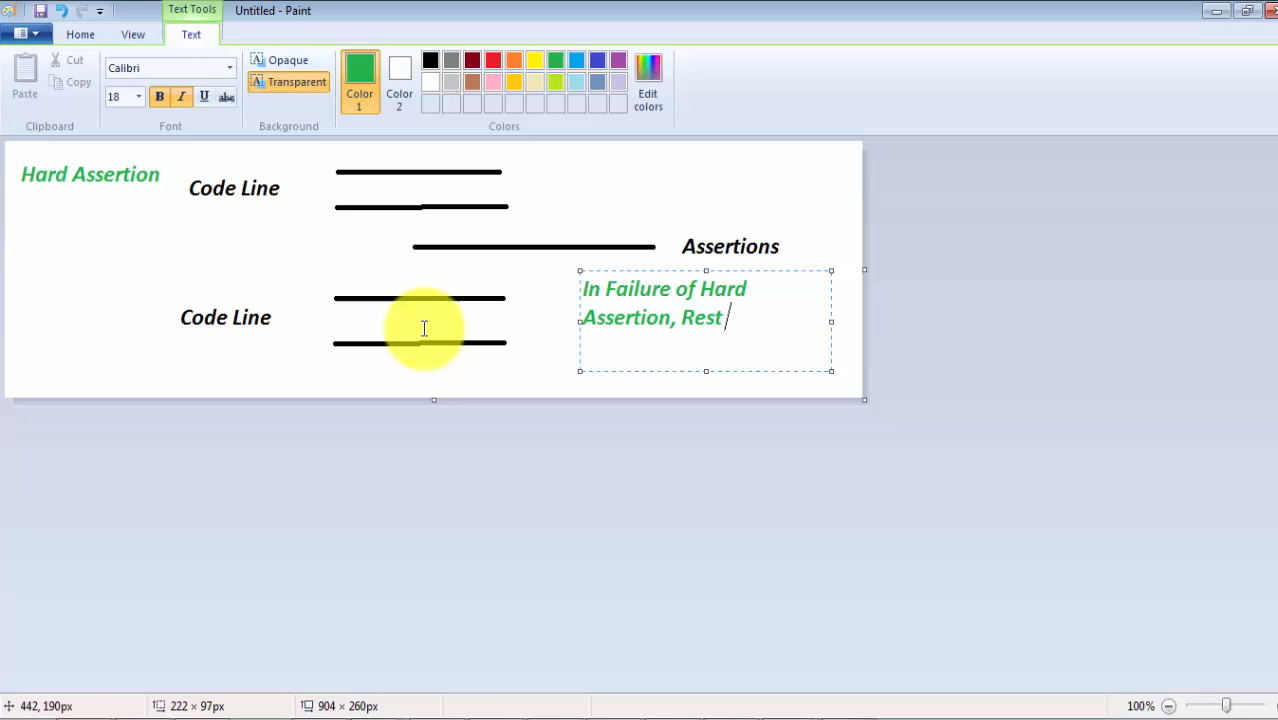 Text Tools
Untitled - Paint
Home
View
Text
Paste
Cut
Copy
Clipboard
Calibri
18
B
I
U
abc
Font
Opaque
Transparent
Background
Color 1
Color 2
Edit colors
Colors
Hard Assertion
Code Line
Assertions
In Failure of Hard
Assertion, Rest
Code Line
442, 190px
222 × 97px
904 × 260px
100%